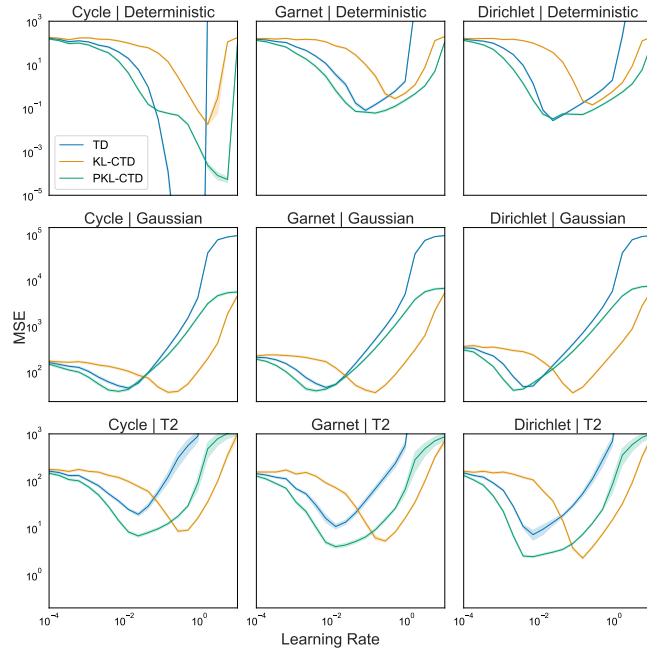 Cycle | Deterministic
Garnet | Deterministic
Dirichlet | Deterministic
10^3
10^1
10^-1
10^-3
10^-5
TD
KL-CTD
PKL-CTD
Cycle | Gaussian
Garnet | Gaussian
Dirichlet | Gaussian
10^5
10^4
10^3
10^2
MSE
Cycle | T2
Garnet | T2
Dirichlet | T2
10^3
10^2
10^1
10^0
10^-4 10^-2 10^0
10^-4 10^-2 10^0
10^-4 10^-2 10^0
Learning Rate